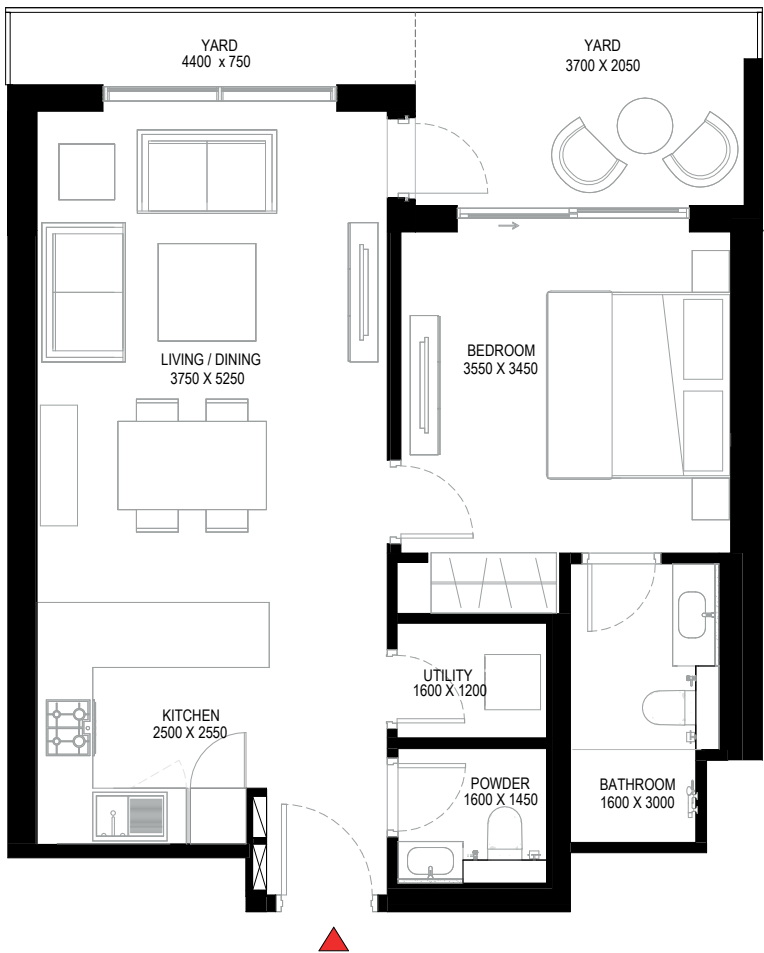 YARD
4400 x 750
YARD
3700 X 2050
LIVING / DINING
3750 X 5250
BEDROOM
3550 X 3450
UTILITY
1600 X 1200
KITCHEN
2500 X 2550
POWDER
1600 X 1450
BATHROOM
1600 X 3000